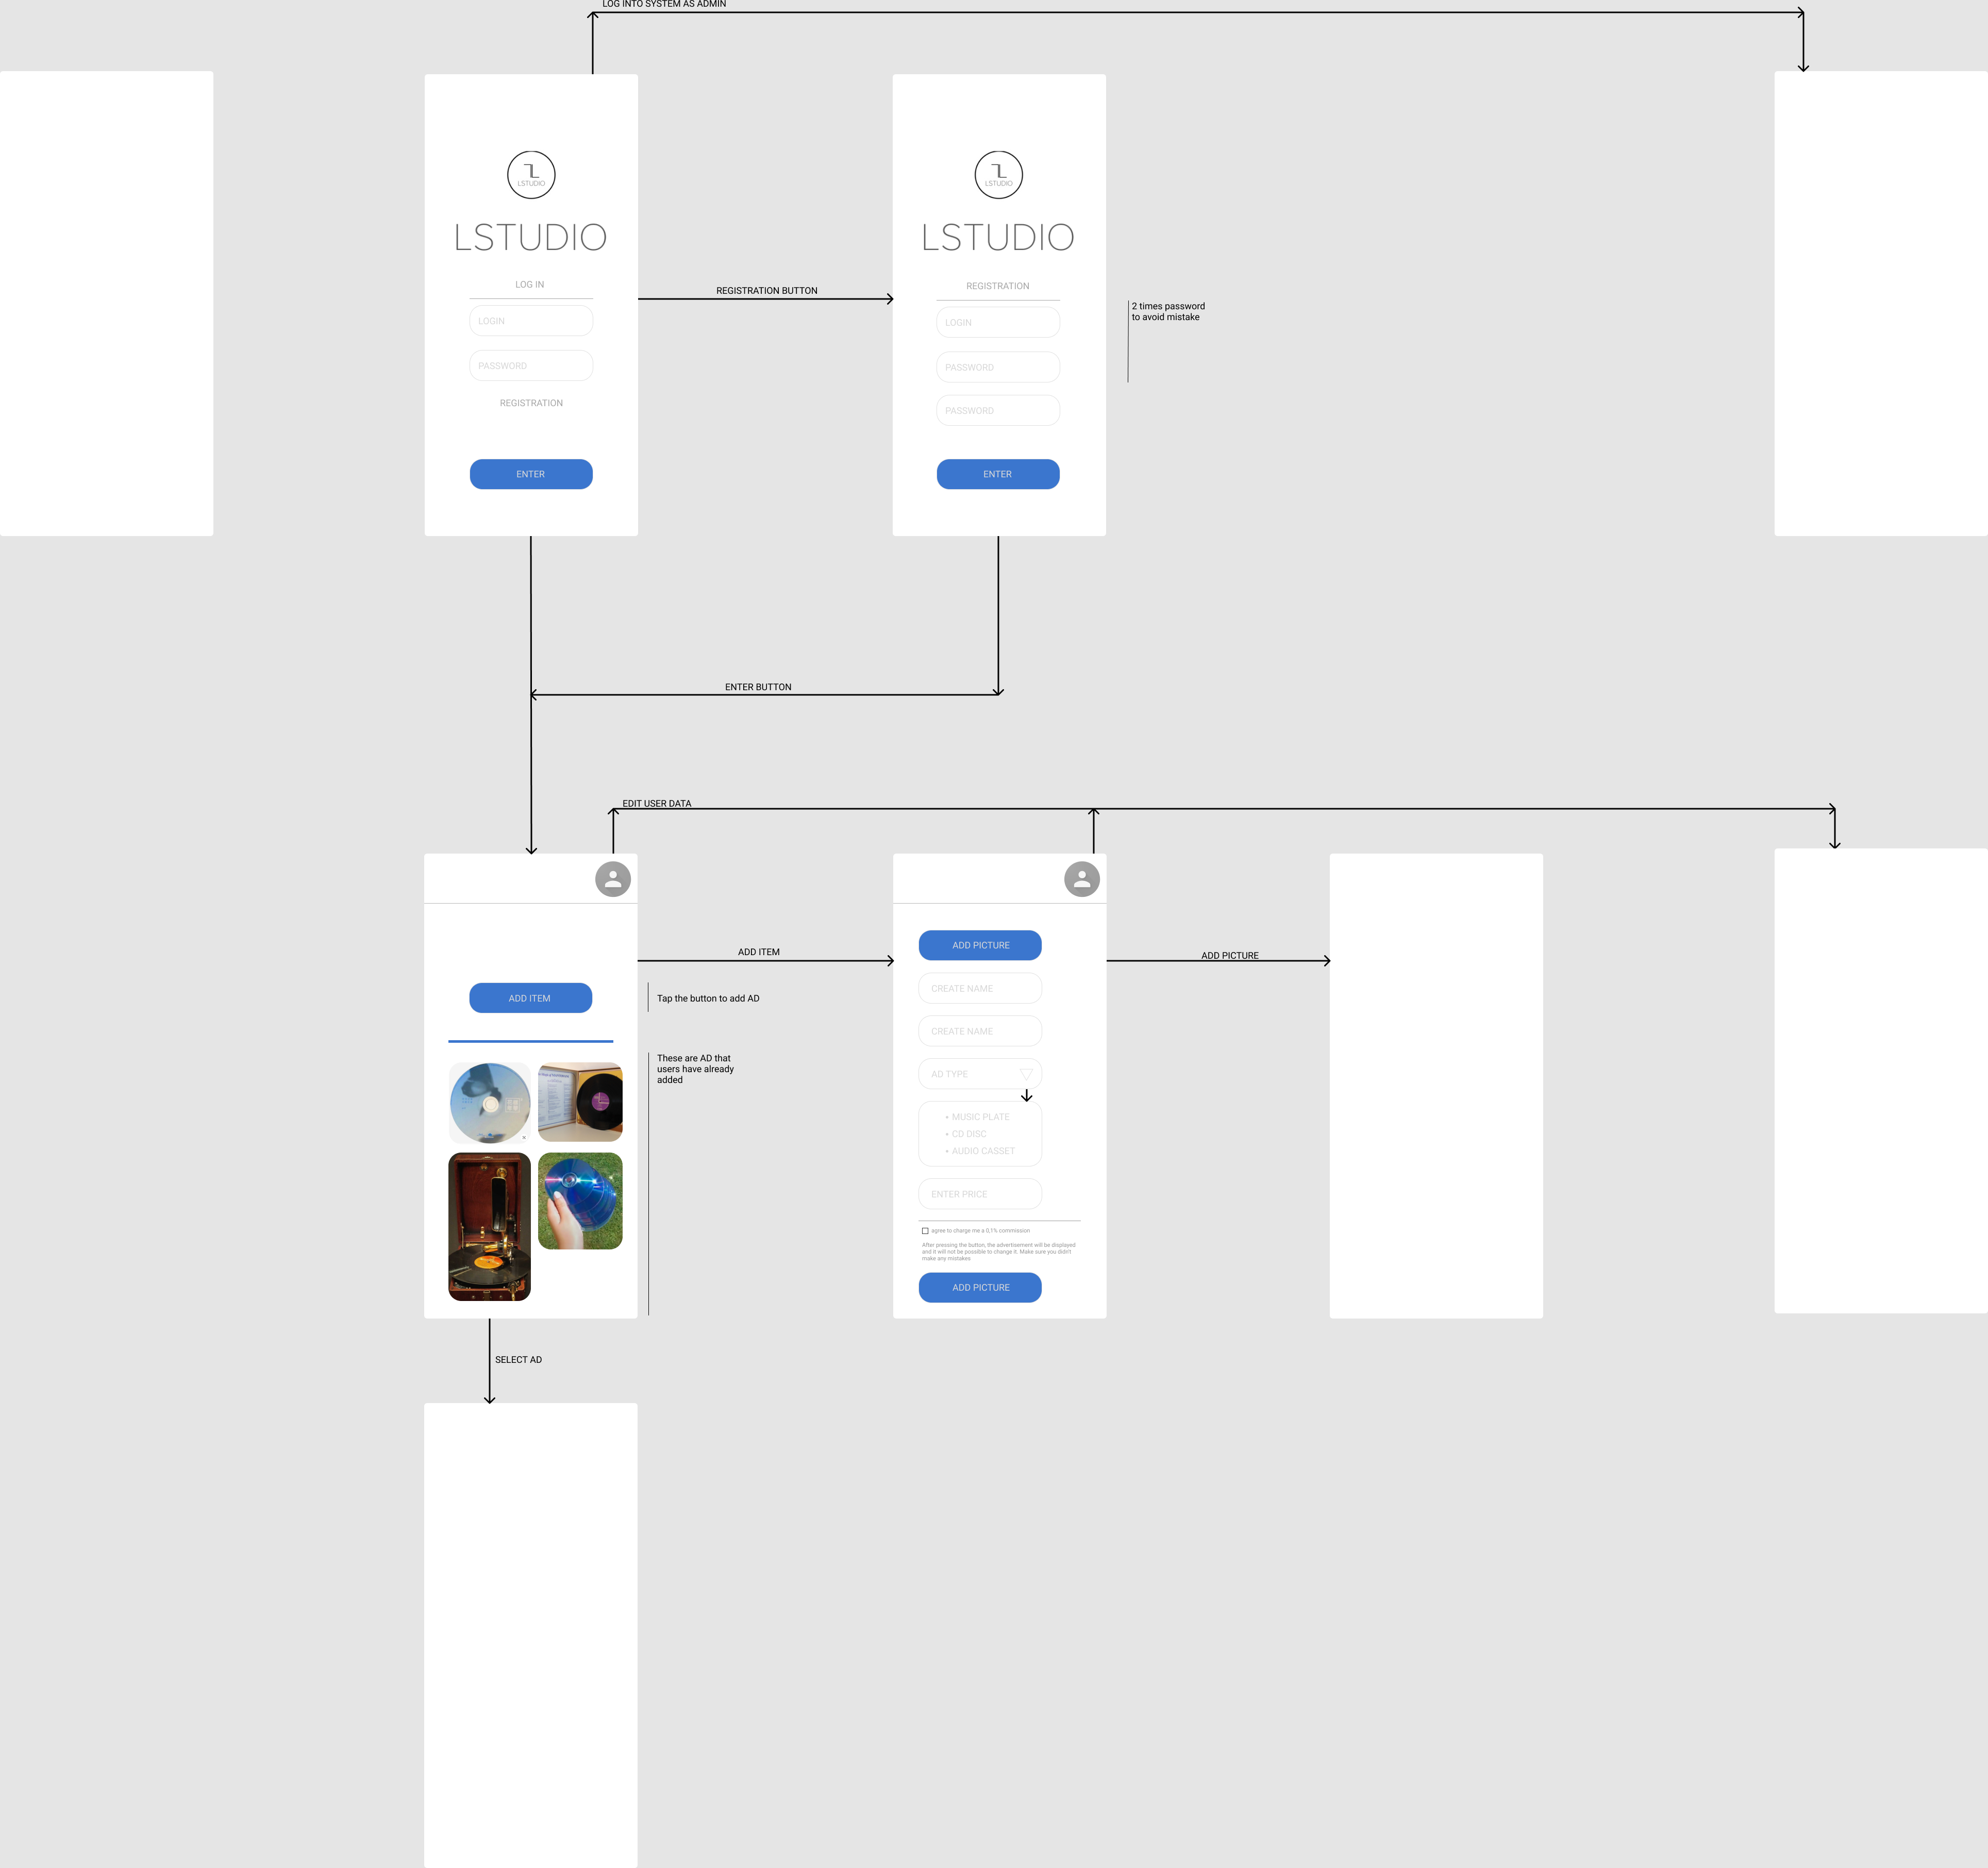 LOG INTO SYSTEM AS ADMIN
LSTUDIO
LSTUDIO
LOG IN
LOGIN
PASSWORD
REGISTRATION
ENTER
REGISTRATION BUTTON
LSTUDIO
LSTUDIO
REGISTRATION
LOGIN
PASSWORD
PASSWORD
ENTER
2 times password
to avoid mistake
ENTER BUTTON
EDIT USER DATA
ADD ITEM
ADD ITEM
Tap the button to add AD
These are AD that
users have already
added
ADD PICTURE
CREATE NAME
CREATE NAME
AD TYPE
+ MUSIC PLATE
+ CD DISC
+ AUDIO CASSET
ENTER PRICE
agree to charge me a 0,1% commission
After pressing the button, the advertisement will be displayed
and it will not be possible to change it. Make sure you didn't
make any mistakes
ADD PICTURE
ADD PICTURE
SELECT AD